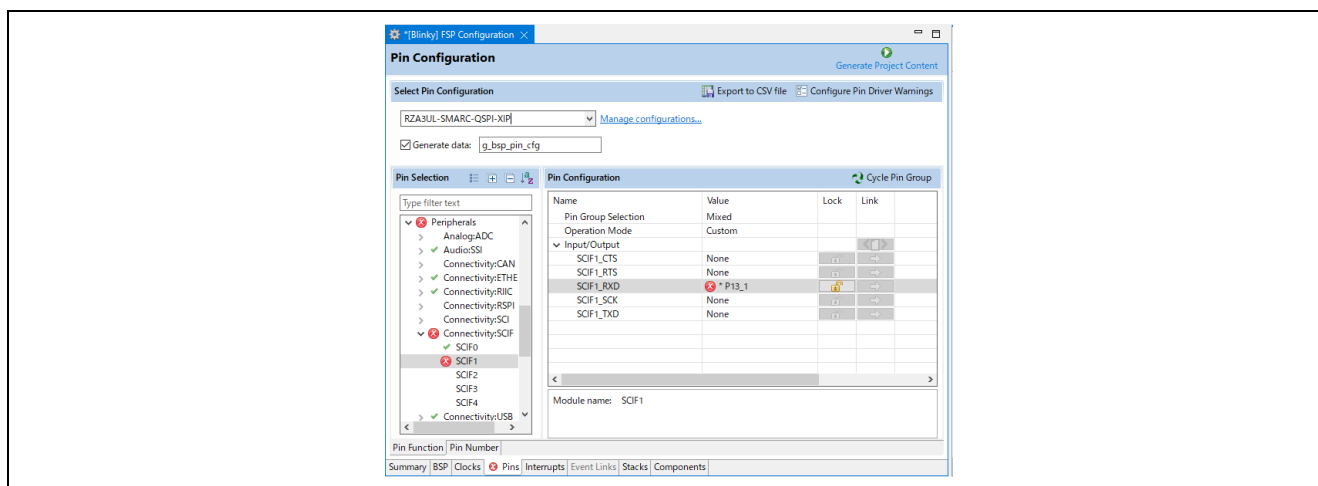 *[Blinky] FSP Configuration
Pin Configuration
Generate Project Content
Select Pin Configuration
Export to CSV file
Configure Pin Driver Warnings
RZA3UL-SMARC-QSPI-XIP
Manage configurations...
Generate data: g_bsp_pin_cfg
Pin Selection
Type filter text
Peripherals
Analog:ADC
Audio:SSI
Connectivity:CAN
Connectivity:ETHE
Connectivity:RIIC
Connectivity:RSPI
Connectivity:SCI
Connectivity:SCIF
SCIF0
SCIF1
SCIF2
SCIF3
SCIF4
Connectivity:USB
Pin Configuration
Cycle Pin Group
Name Value Lock Link
Pin Group Selection Mixed
Operation Mode Custom
Input/Output
SCIF1_CTS None
SCIF1_RTS None
SCIF1_RXD * P13_1
SCIF1_SCK None
SCIF1_TXD None
Module name: SCIF1
Pin Function Pin Number
Summary BSP Clocks Pins Interrupts Event Links Stacks Components